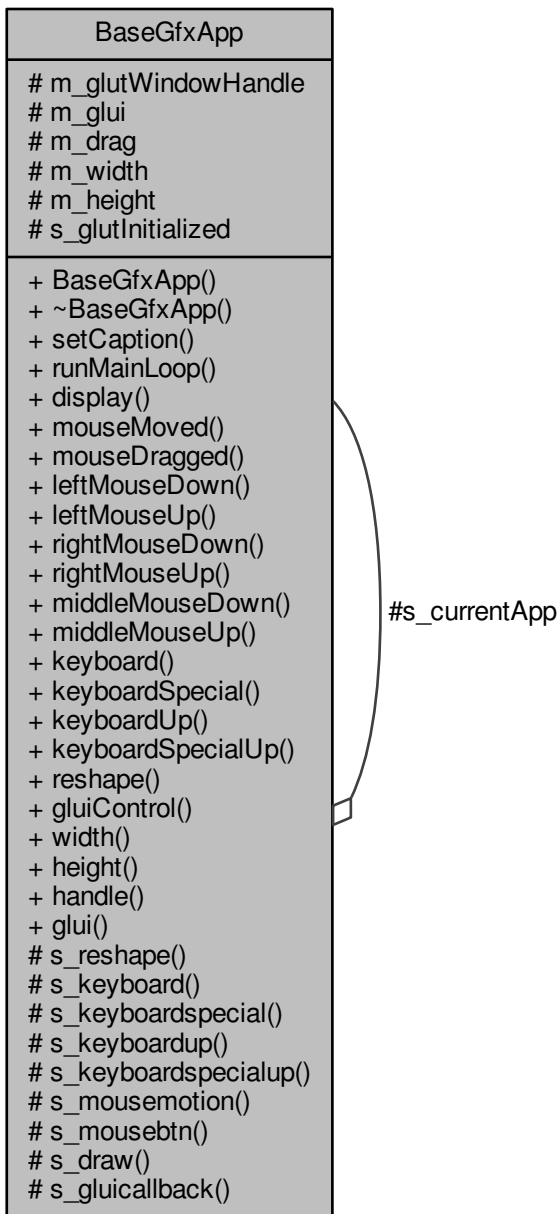 BaseGfxApp
# m_glutWindowHandle
# m_glui
# m_drag
# m_width
# m_height
# s_glutInitialized
+ BaseGfxApp()
+ ~BaseGfxApp()
+ setCaption()
+ runMainLoop()
+ display()
+ mouseMoved()
+ mouseDragged()
+ leftMouseDown()
+ leftMouseUp()
+ rightMouseDown()
+ rightMouseUp()
+ middleMouseDown()
+ middleMouseUp()
+ keyboard()
+ keyboardSpecial()
+ keyboardUp()
+ keyboardSpecialUp()
+ reshape()
+ gluiControl()
+ width()
+ height()
+ handle()
+ glui()
# s_reshape()
# s_keyboard()
# s_keyboardspecial()
# s_keyboardup()
# s_keyboardspecialup()
# s_mousemotion()
# s_mousebtn()
# s_draw()
# s_gluicallback()
#s_currentApp